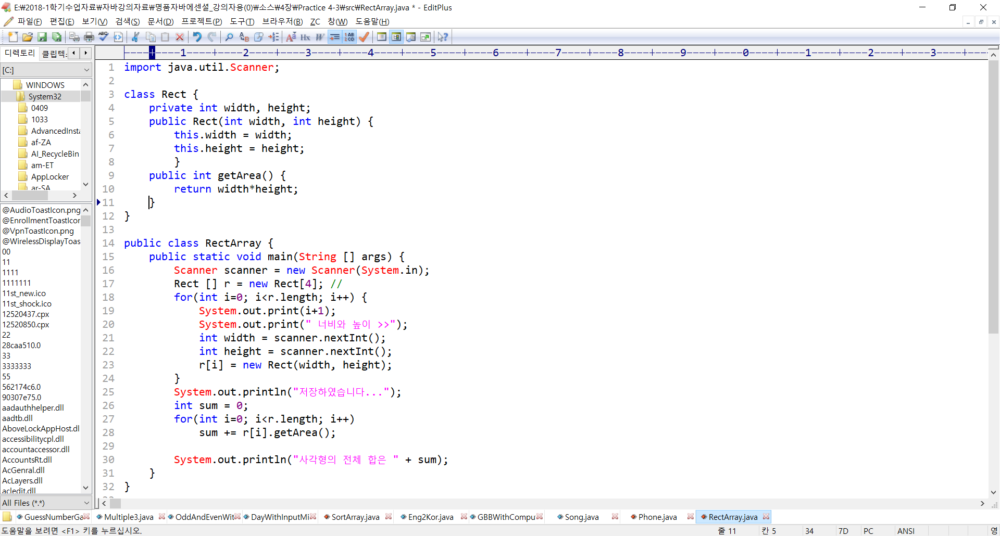 E:\2018-1학기수업자료\자바강의자료\명품자바에센셜_강의자용(0)\소스\4장\Practice 4-3\src\RectArray.java * - EditPlus
파일(F) 편집(E) 보기(V) 검색(S) 문서(D) 프로젝트(P) 도구(T) 브라우저(B) ZC 창(W) 도움말(H)
디렉토리 클립텍
[C:]
WINDOWS
System32
0409
1033
AdvancedInsta
af-ZA
AI_RecycleBin
am-ET
AppLocker
ar-SA
@AudioToastIcon.png
@EnrollmentToastIcon
@VpnToastIcon.png
@WirelessDisplayToas
00
11
1111
1111111
11st_new.ico
11st_shock.ico
12520437.cpx
12520850.cpx
22
28caa510.0
33
3333333
55
562174c6.0
90307e75.0
aadauthhelper.dll
aadtb.dll
AboveLockAppHost.dl
accessibilitycpl.dll
accountaccessor.dll
AccountsRt.dll
AcGenral.dll
AcLayers.dll
acledit.dll
All Files (*.*)
----+----1----+----2----+----3----+----4----+----5----+----6----+----7----+----8----+----9----+----0----+----1----+----2----+----3----+----
1 import java.util.Scanner;
2
3 class Rect {
4     private int width, height;
5     public Rect(int width, int height) {
6         this.width = width;
7         this.height = height;
8         }
9     public int getArea() {
10         return width*height;
11     }
12 }
13
14 public class RectArray {
15     public static void main(String [] args) {
16         Scanner scanner = new Scanner(System.in);
17         Rect [] r = new Rect[4]; //
18         for(int i=0; i<r.length; i++) {
19             System.out.print(i+1);
20             System.out.print(" 너비와 높이 >>");
21             int width = scanner.nextInt();
22             int height = scanner.nextInt();
23             r[i] = new Rect(width, height);
24         }
25         System.out.println("저장하였습니다...");
26         int sum = 0;
27         for(int i=0; i<r.length; i++)
28             sum += r[i].getArea();
29
30         System.out.println("사각형의 전체 합은 " + sum);
31     }
32 }
GuessNumberGa Multiple3.java OddAndEvenWit DayWithInputMi SortArray.java Eng2Kor.java GBBWithCompu Song.java Phone.java RectArray.java
도움말을 보려면 <F1> 키를 누르십시오. 줄 11 칸 5 34 7D PC ANSI 영